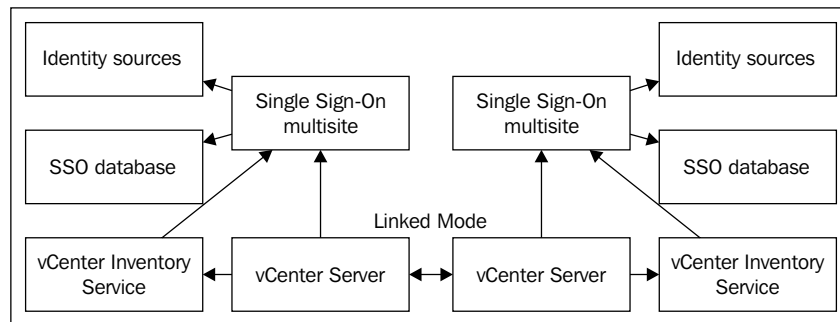 Identity sources
Identity sources
Single Sign-On
multisite
Single Sign-On
multisite
SSO database
SSO database
Linked Mode
vCenter Inventory
Service
vCenter Server
vCenter Server
vCenter Inventory
Service